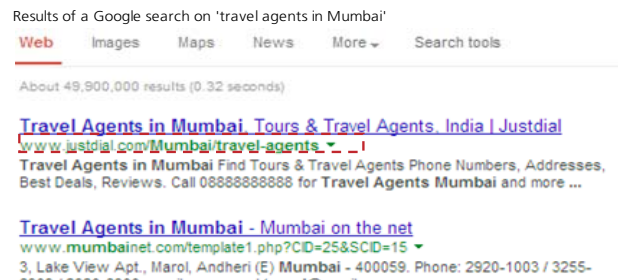 Results of a Google search on 'travel agents in Mumbai'
Web Images Maps News More Search tools
About 49,900,000 results (0.32 seconds)
Travel Agents in Mumbai, Tours & Travel Agents, India | Justdial
www.justdial.com/Mumbai/travel-agents
Travel Agents in Mumbai Find Tours & Travel Agents Phone Numbers, Addresses,
Best Deals, Reviews. Call 08888888888 for Travel Agents Mumbai and more ...
Travel Agents in Mumbai - Mumbai on the net
www.mumbainet.com/template1.php?CID=25&SCID=15
3, Lake View Apt., Marol, Andheri (E) Mumbai - 400059. Phone: 2920-1003 / 3255-